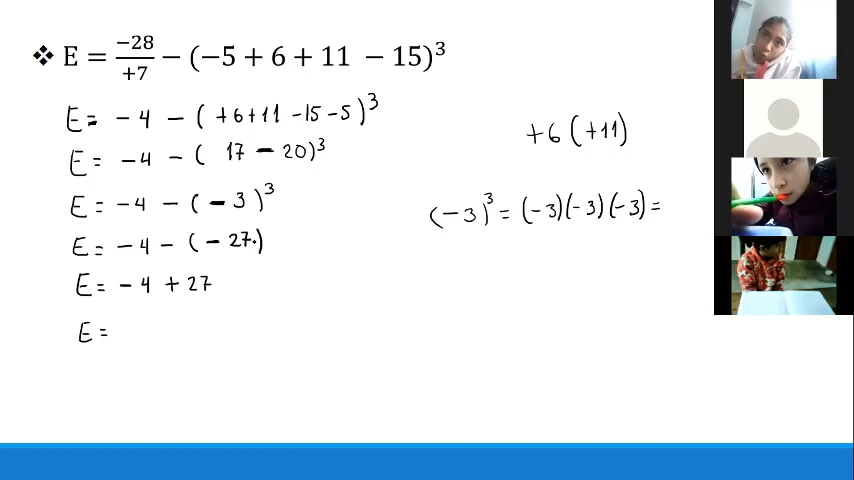 ❖ E = −28/+7 − (−5 + 6 + 11 − 15)³
E = − 4 − ( +6 +11 −15 −5 )³
E = −4 − ( 17 − 20)³
E = −4 − ( − 3 )³
E = −4 − ( − 27.)
E = − 4 + 27
E =
+6 (+11)
(−3)³ = (−3)(−3)(−3) =